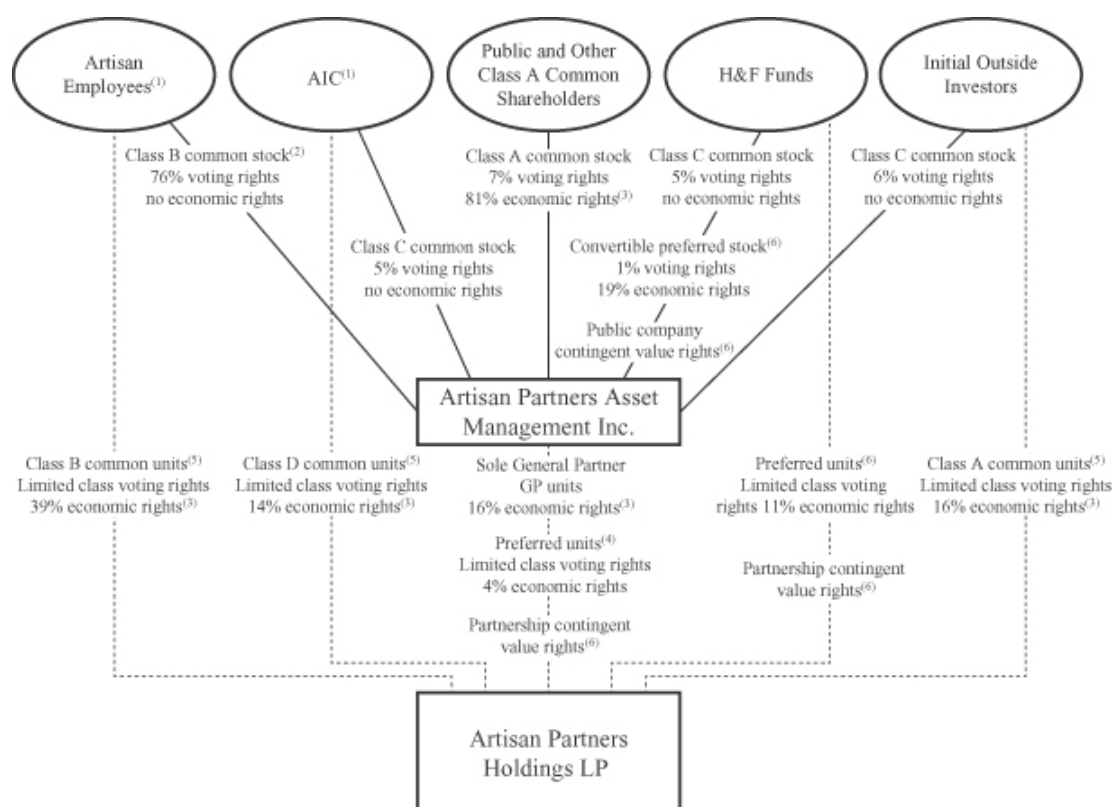 Artisan
Employees(1)
AIC(1)
Public and Other
Class A Common
Shareholders
H&F Funds
Initial Outside
Investors
Class B common stock(2)
76% voting rights
no economic rights
Class C common stock
5% voting rights
no economic rights
Class A common stock
7% voting rights
81% economic rights(3)
Class C common stock
5% voting rights
no economic rights
Convertible preferred stock(6)
1% voting rights
19% economic rights
Public company
contingent value rights(6)
Class C common stock
6% voting rights
no economic rights
Artisan Partners Asset
Management Inc.
Class B common units(5)
Limited class voting rights
39% economic rights(3)
Class D common units(5)
Limited class voting rights
14% economic rights(3)
Sole General Partner
GP units
16% economic rights(3)
Preferred units(4)
Limited class voting rights
4% economic rights
Partnership contingent
value rights(6)
Preferred units(6)
Limited class voting
rights 11% economic rights
Partnership contingent
value rights(6)
Class A common units(5)
Limited class voting rights
16% economic rights(3)
Artisan Partners
Holdings LP